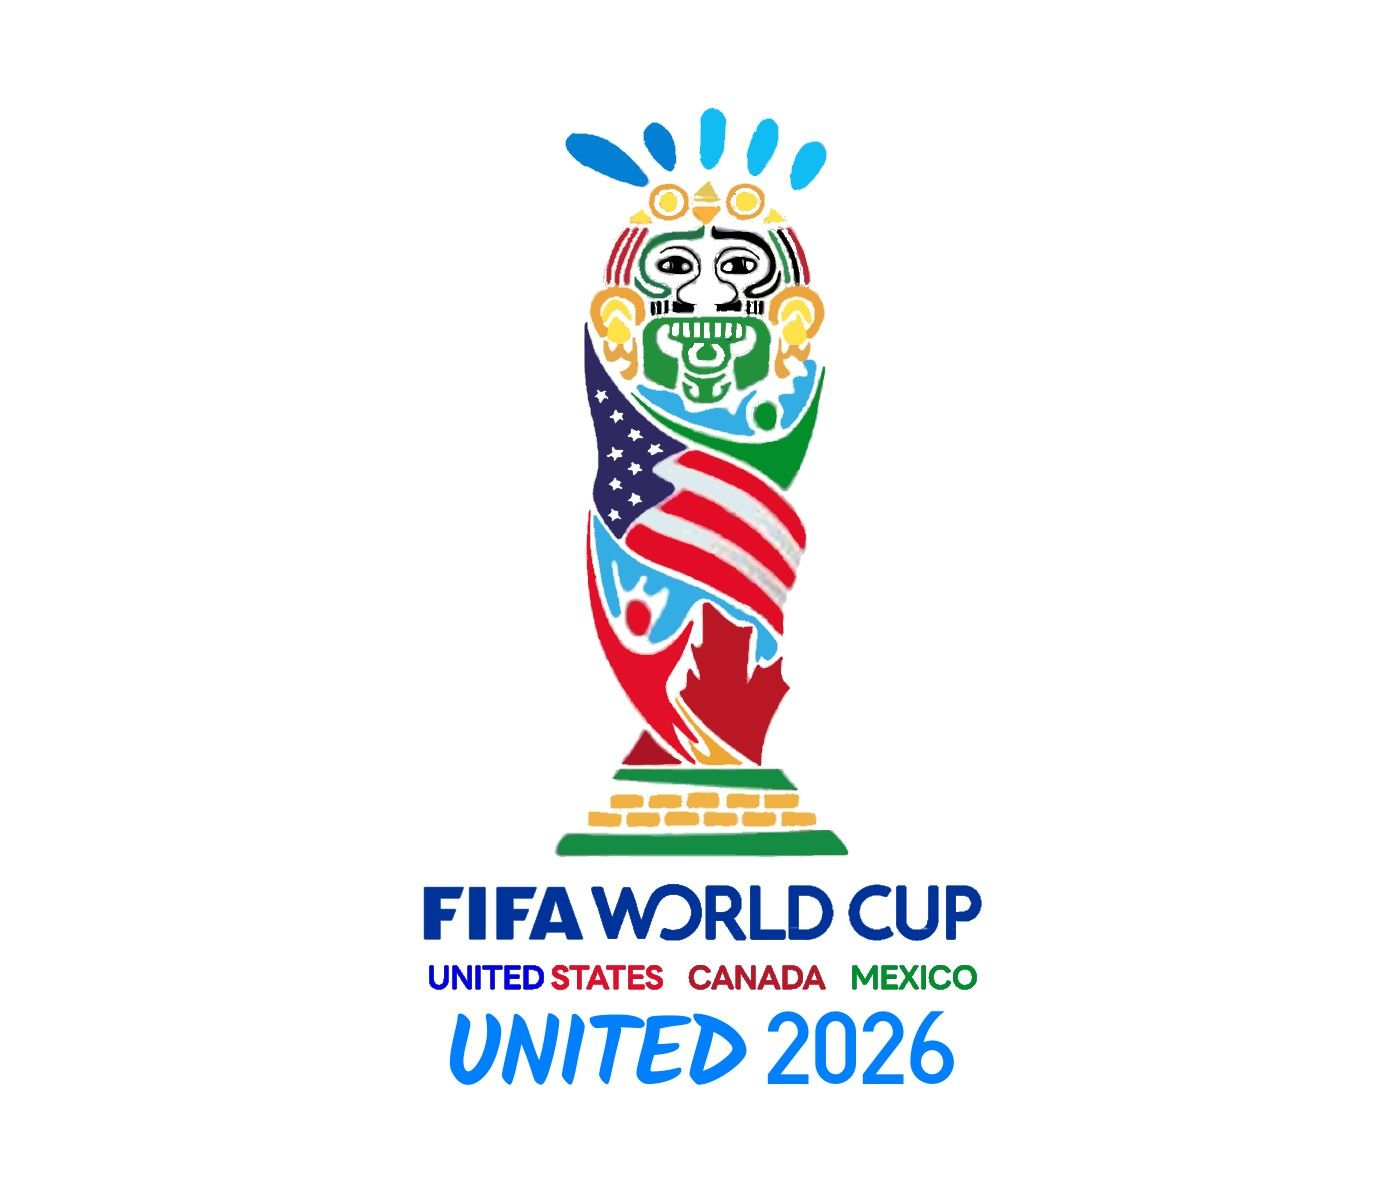 FIFA WORLD CUP
UNITED STATES CANADA MEXICO
UNITED 2026